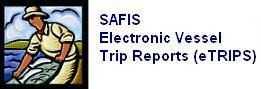 SAFIS
Electronic Vessel
Trip Reports (eTRIPS)